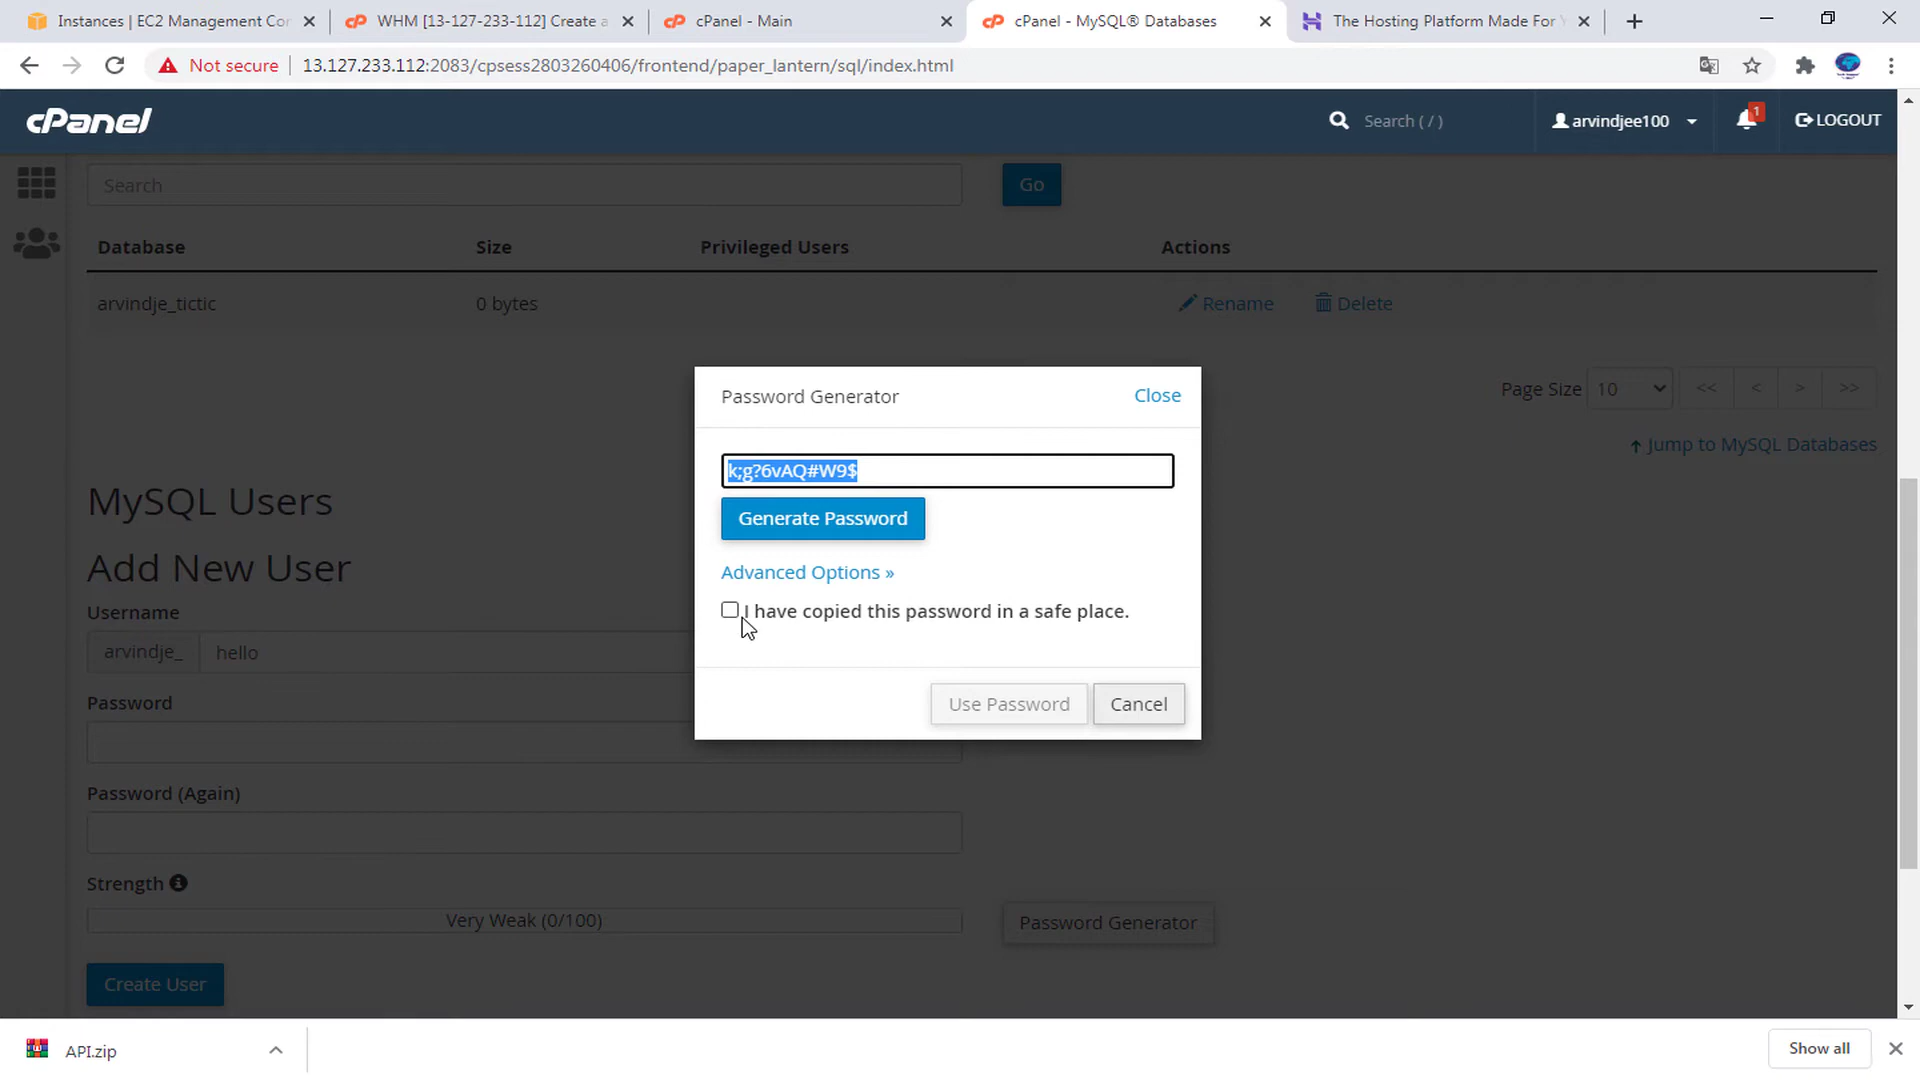 Instances | EC2 Management Con
WHM [13-127-233-112] Create a
cPanel - Main
cPanel - MySQL® Databases
The Hosting Platform Made For Y
Not secure
13.127.233.112:2083/cpsess2803260406/frontend/paper_lantern/sql/index.html
cPanel
Search ( / )
arvindjee100
1
LOGOUT
Search
Go
Database Size Privileged Users Actions
arvindje_tictic 0 bytes Rename Delete
Page Size 10 << < > >>
Jump to MySQL Databases
Password Generator
Close
k;g?6vAQ#W9$
Generate Password
Advanced Options »
I have copied this password in a safe place.
Use Password
Cancel
MySQL Users
Add New User
Username
arvindje_ hello
Password
Password (Again)
Strength
Very Weak (0/100)
Password Generator
Create User
API.zip
Show all